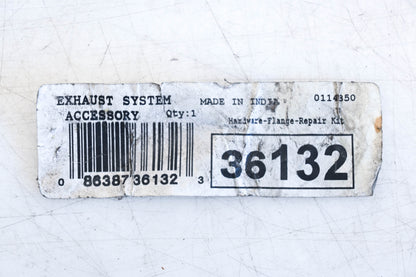 EXHAUST SYSTEM MADE IN INDIA 0114350
ACCESSORY Qty:1 Hardware-Flange-Repair Kit
36132
0 86387 36132 3